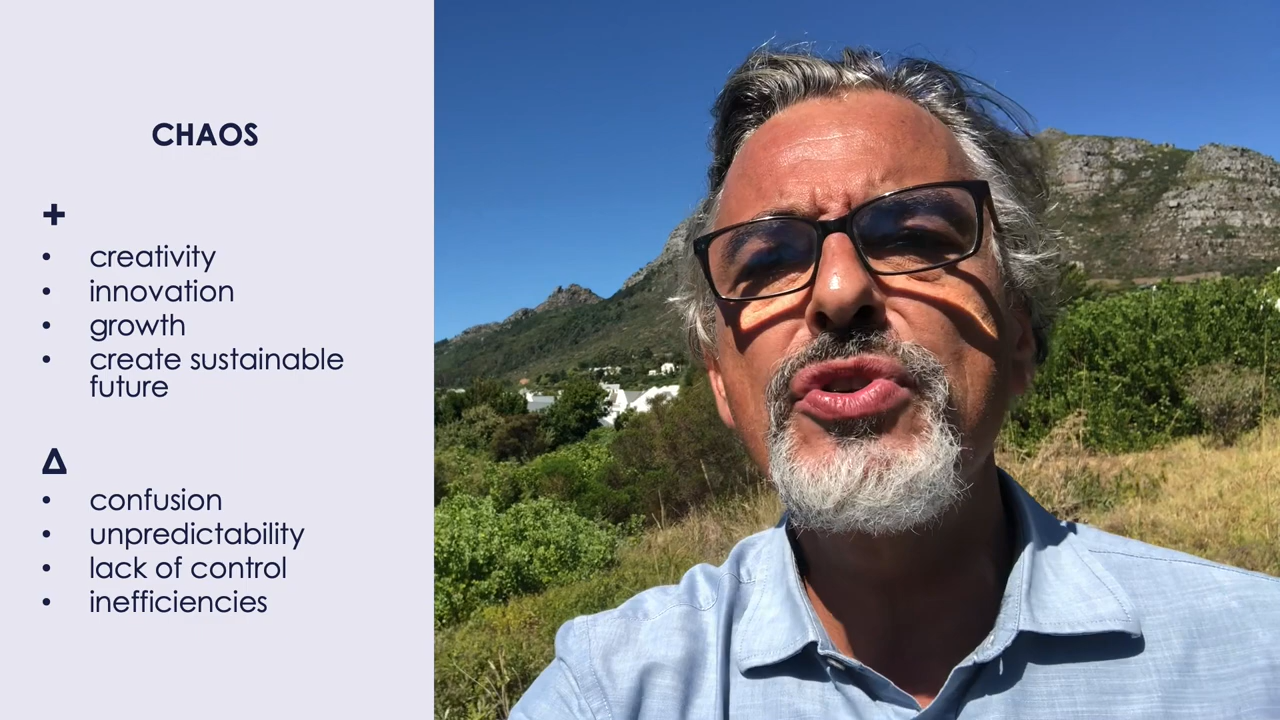 CHAOS
+
• creativity
• innovation
• growth
• create sustainable
future
Δ
• confusion
• unpredictability
• lack of control
• inefficiencies